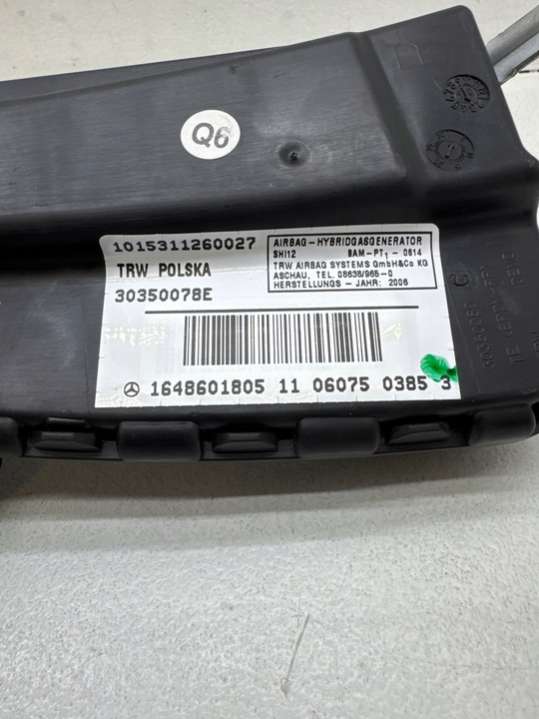 Q6
1015311260027
TRW POLSKA
30350078E
AIRBAG - HYBRIDGASGENERATOR
SHI12 BAM-PT1 - 0614
TRW AIRBAG SYSTEMS GmbH&Co KG
ASCHAU, TEL. 08638/965-0
HERSTELLUNGS - JAHR: 2006
1648601805 11 06075 0385 3